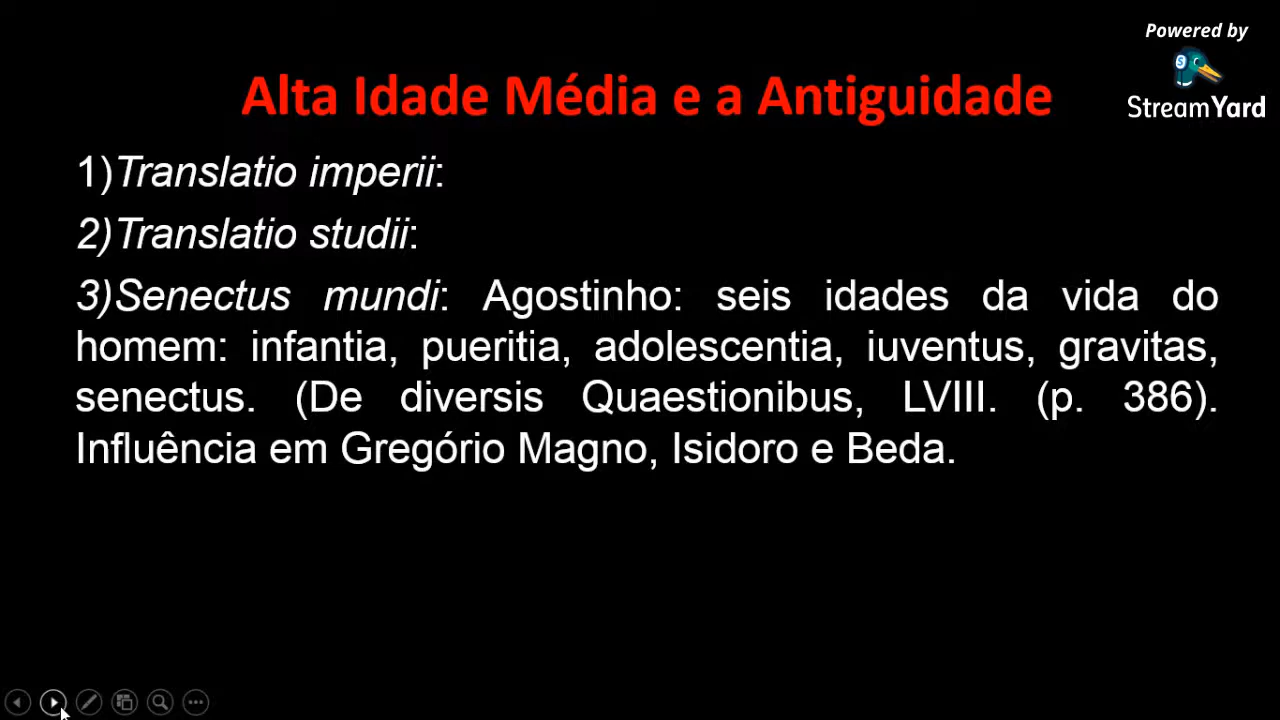 Powered by
StreamYard
Alta Idade Média e a Antiguidade
1)Translatio imperii:
2)Translatio studii:
3)Senectus mundi: Agostinho: seis idades da vida do
homem: infantia, pueritia, adolescentia, iuventus, gravitas,
senectus. (De diversis Quaestionibus, LVIII. (p. 386).
Influência em Gregório Magno, Isidoro e Beda.